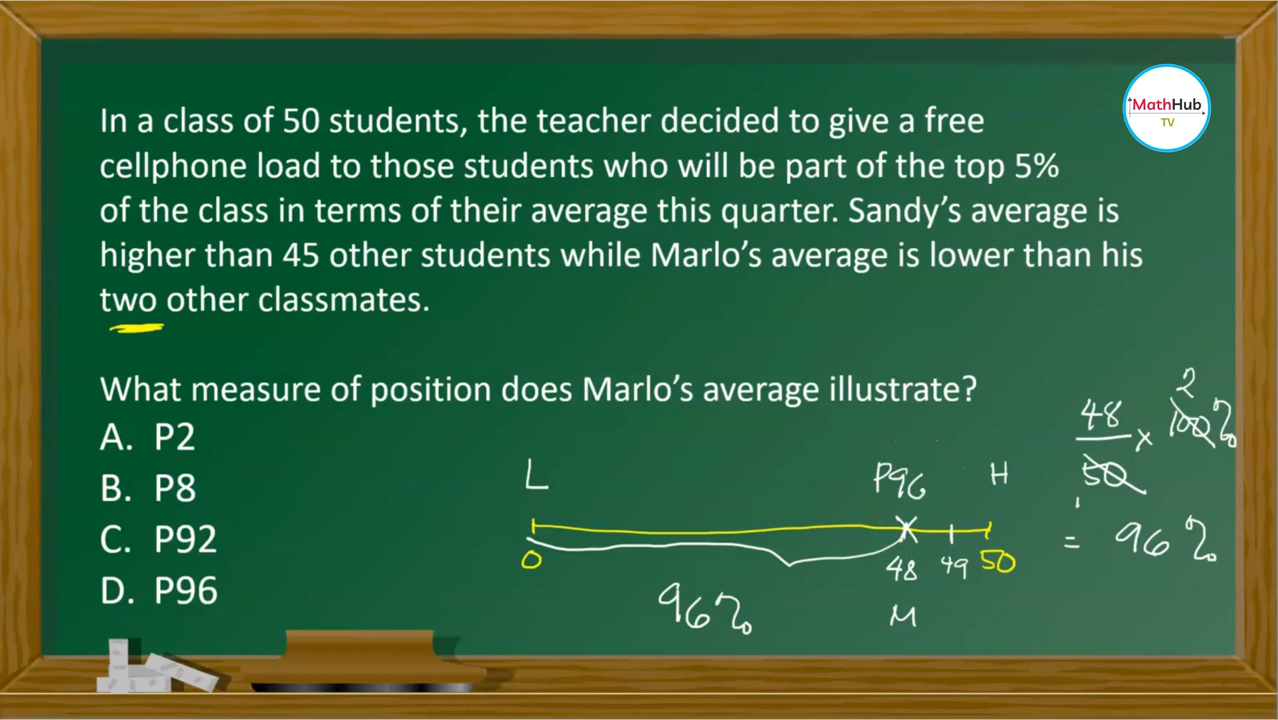 MathHub
TV
In a class of 50 students, the teacher decided to give a free
cellphone load to those students who will be part of the top 5%
of the class in terms of their average this quarter. Sandy's average is
higher than 45 other students while Marlo's average is lower than his
two other classmates.
What measure of position does Marlo's average illustrate?
A. P2
B. P8
C. P92
D. P96
L P96 H
0 48 49 50
96% M
2
48 × 100%
50
1
= 96%